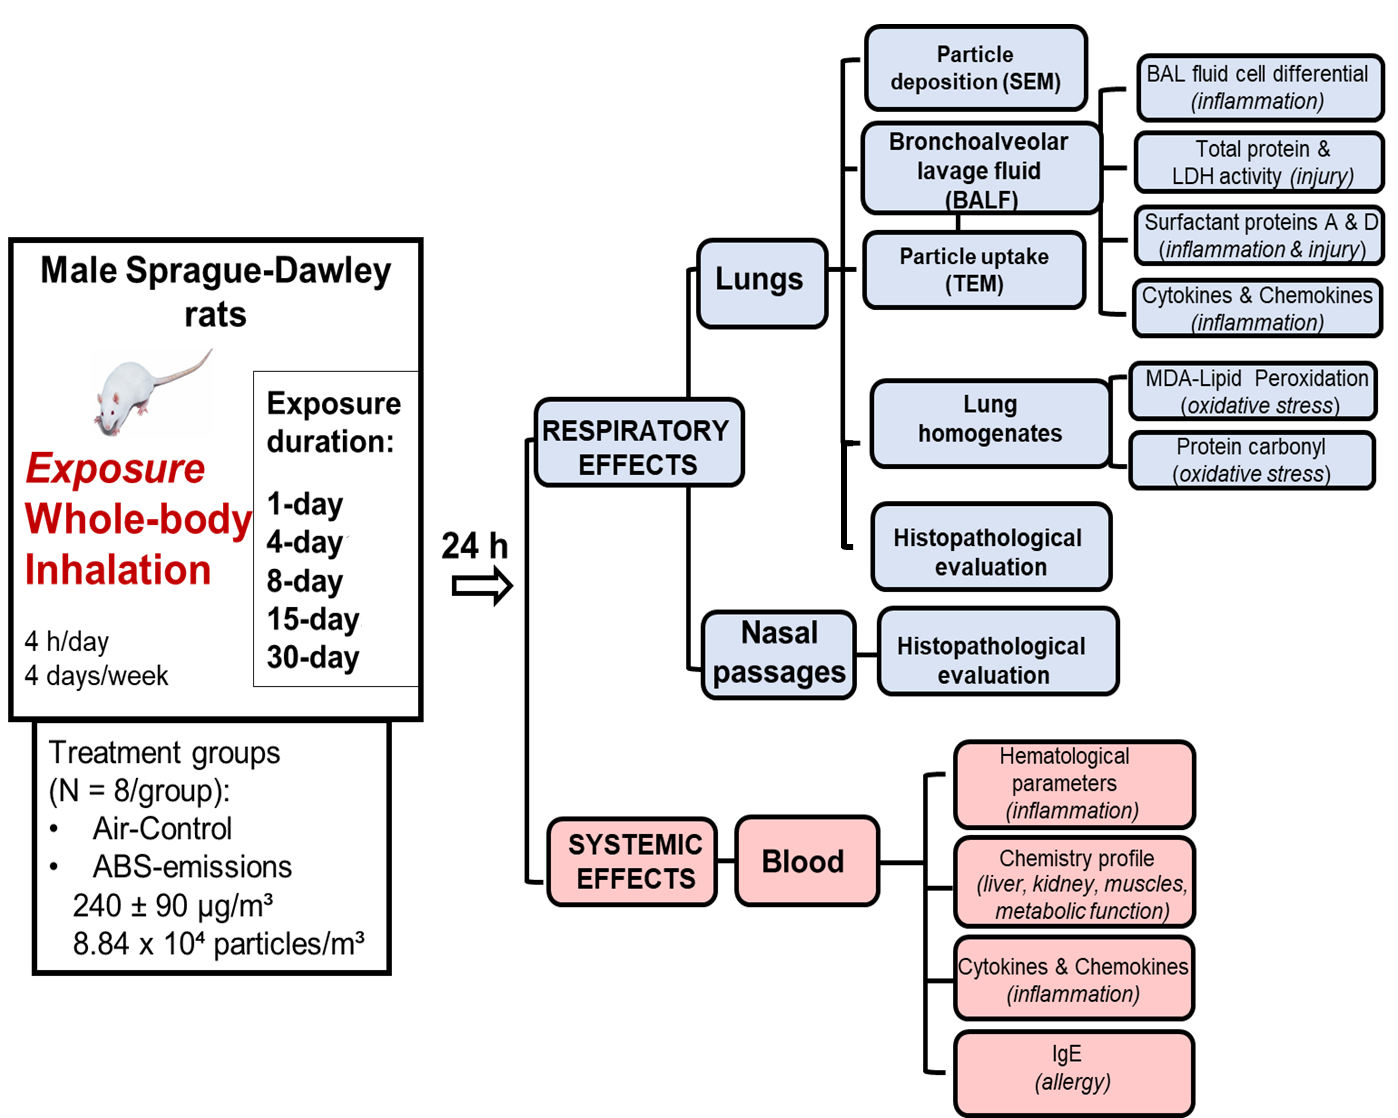 Male Sprague-Dawley
rats
Exposure
Whole-body
Inhalation
4 h/day
4 days/week
Exposure
duration:
1-day
4-day
8-day
15-day
30-day
Treatment groups
(N = 8/group):
• Air-Control
• ABS-emissions
240 ± 90 µg/m³
8.84 x 10⁴ particles/m³
24 h
RESPIRATORY
EFFECTS
Lungs
Particle
deposition (SEM)
Bronchoalveolar
lavage fluid
(BALF)
BAL fluid cell differential
(inflammation)
Total protein &
LDH activity (injury)
Surfactant proteins A & D
(inflammation & injury)
Cytokines & Chemokines
(inflammation)
Particle uptake
(TEM)
Lung
homogenates
MDA-Lipid Peroxidation
(oxidative stress)
Protein carbonyl
(oxidative stress)
Histopathological
evaluation
Nasal
passages
Histopathological
evaluation
SYSTEMIC
EFFECTS
Blood
Hematological
parameters
(inflammation)
Chemistry profile
(liver, kidney, muscles,
metabolic function)
Cytokines & Chemokines
(inflammation)
IgE
(allergy)